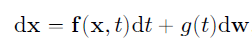 dx = f(x, t)dt + g(t)dw